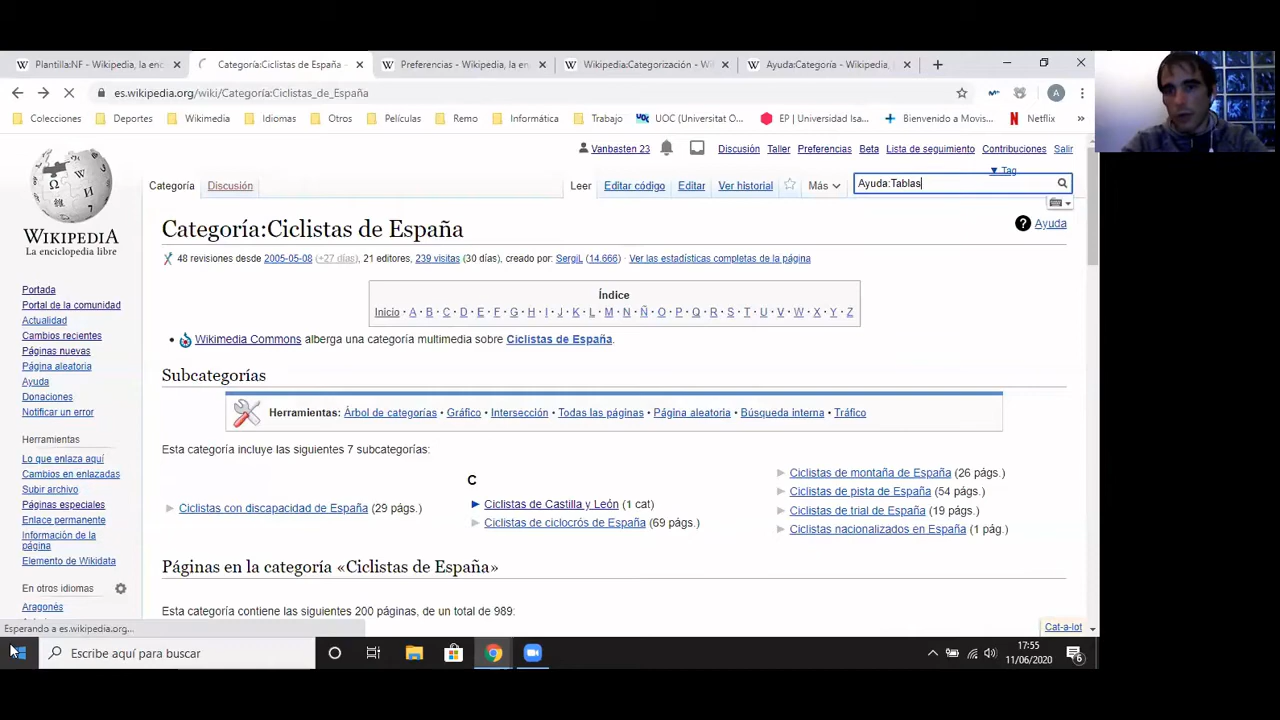 Plantilla:NF - Wikipedia, la enc
Categoría:Ciclistas de España -
Preferencias - Wikipedia, la en
Wikipedia:Categorización - Wi
Ayuda:Categoría - Wikipedia,
es.wikipedia.org/wiki/Categoría:Ciclistas_de_España
Colecciones
Deportes
Wikimedia
Idiomas
Otros
Películas
Remo
Informática
Trabajo
UOC (Universitat O...
EP | Universidad Isa...
Bienvenido a Movis...
Netflix
Vanbasten 23
Discusión
Taller
Preferencias
Beta
Lista de seguimiento
Contribuciones
Salir
▼ Tag
Categoría
Discusión
Leer
Editar código
Editar
Ver historial
Más
Ayuda:Tablas
WIKIPEDIA
La enciclopedia libre
Categoría:Ciclistas de España
Ayuda
48 revisiones desde 2005-05-08 (+27 días), 21 editores, 239 visitas (30 días), creado por: SergiL (14.666) · Ver las estadísticas completas de la página
Índice
Inicio · A · B · C · D · E · F · G · H · I · J · K · L · M · N · Ñ · O · P · Q · R · S · T · U · V · W · X · Y · Z
• Wikimedia Commons alberga una categoría multimedia sobre Ciclistas de España.
Subcategorías
Herramientas: Árbol de categorías • Gráfico • Intersección • Todas las páginas • Página aleatoria • Búsqueda interna • Tráfico
Esta categoría incluye las siguientes 7 subcategorías:
► Ciclistas con discapacidad de España (29 págs.)
C
► Ciclistas de Castilla y León (1 cat)
► Ciclistas de ciclocrós de España (69 págs.)
► Ciclistas de montaña de España (26 págs.)
► Ciclistas de pista de España (54 págs.)
► Ciclistas de trial de España (19 págs.)
► Ciclistas nacionalizados en España (1 pág.)
Páginas en la categoría «Ciclistas de España»
Esta categoría contiene las siguientes 200 páginas, de un total de 989:
Portada
Portal de la comunidad
Actualidad
Cambios recientes
Páginas nuevas
Página aleatoria
Ayuda
Donaciones
Notificar un error
Herramientas
Lo que enlaza aquí
Cambios en enlazadas
Subir archivo
Páginas especiales
Enlace permanente
Información de la
página
Elemento de Wikidata
En otros idiomas
Aragonés
Esperando a es.wikipedia.org...
Cat-a-lot
Escribe aquí para buscar
17:55
11/06/2020
6